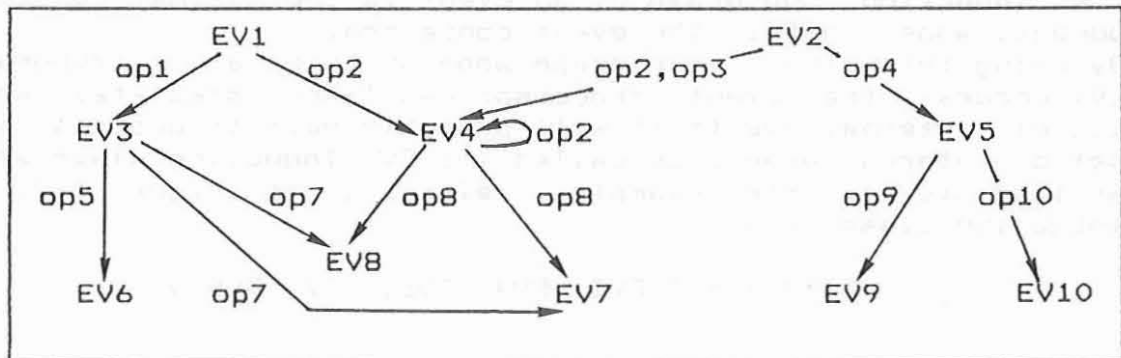 EV1 EV2
op1 op2 op2,op3 op4
EV3 EV4 op2 EV5
op5 op7 op8 op8 op9 op10
EV8
EV6 op7 EV7 EV9 EV10